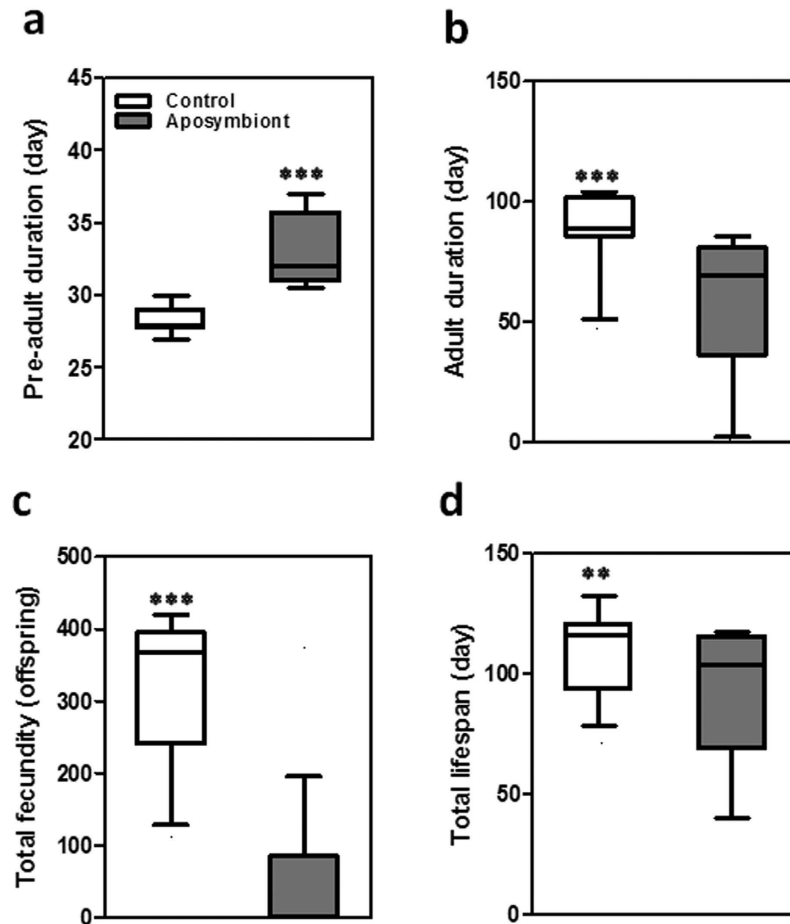 a
Pre-adult duration (day)
45
40
35
30
25
20
Control
Aposymbiont
***
b
Adult duration (day)
150
100
50
0
***
c
Total fecundity (offspring)
500
400
300
200
100
0
***
d
Total lifespan (day)
150
100
50
0
**